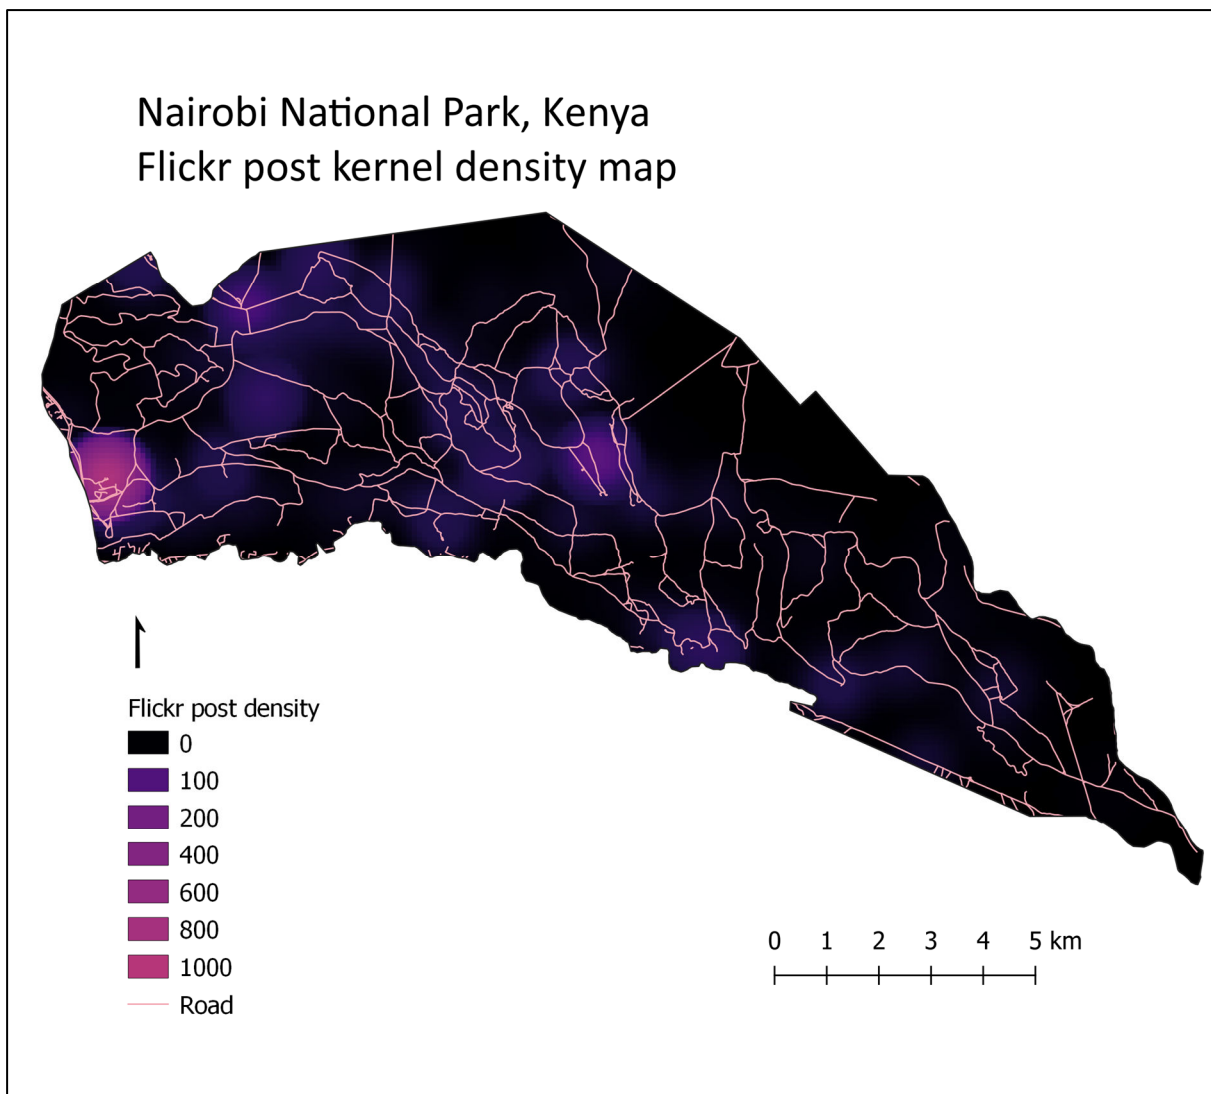 Nairobi National Park, Kenya
Flickr post kernel density map
Flickr post density
0
100
200
400
600
800
1000
Road
0 1 2 3 4 5 km